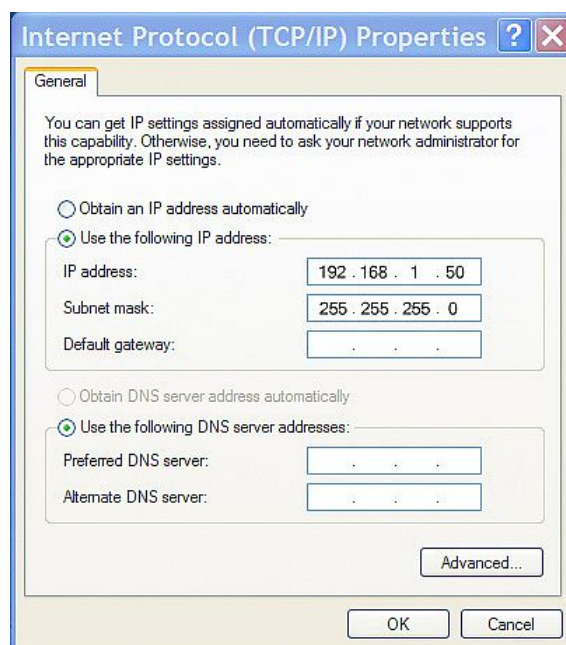 Internet Protocol (TCP/IP) Properties ? X
General
You can get IP settings assigned automatically if your network supports
this capability. Otherwise, you need to ask your network administrator for
the appropriate IP settings.
Obtain an IP address automatically
Use the following IP address:
IP address: 192 . 168 . 1 . 50
Subnet mask: 255 . 255 . 255 . 0
Default gateway: . . .
Obtain DNS server address automatically
Use the following DNS server addresses:
Preferred DNS server: . . .
Alternate DNS server: . . .
Advanced...
OK Cancel